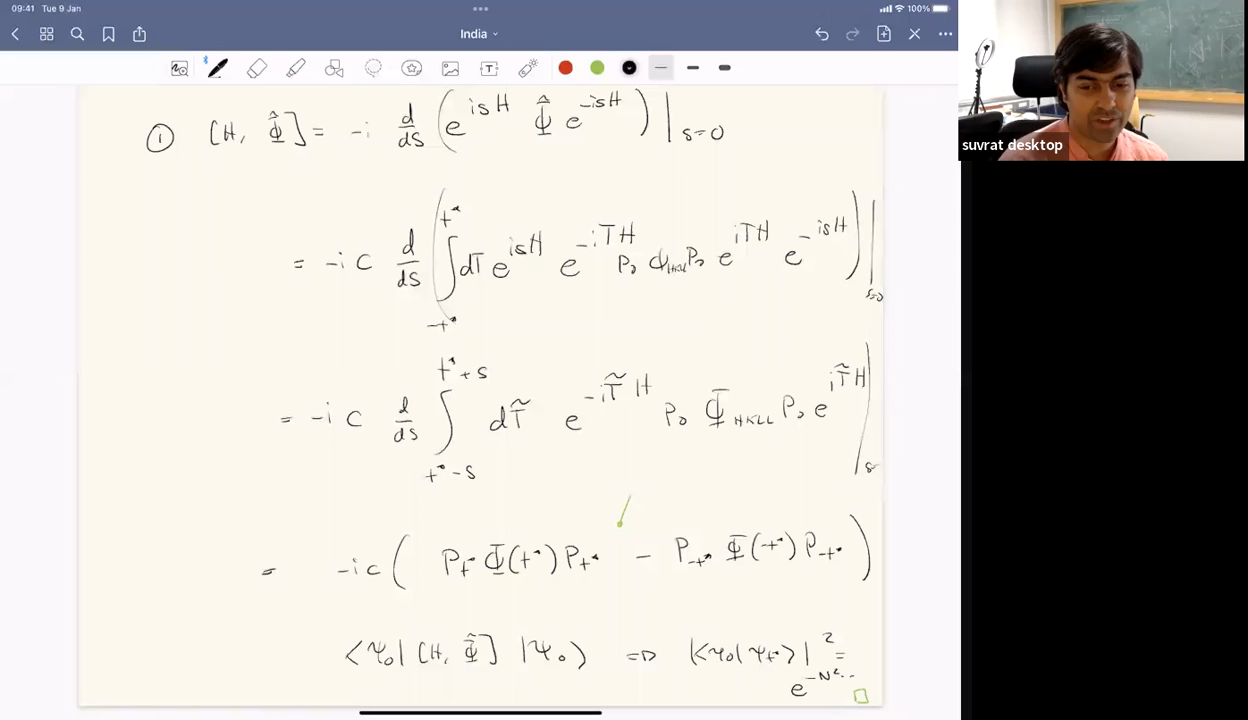 09:41 Tue 9 Jan
100%
India
T
suvrat desktop
① [H, Φ̂] = -i d/ds ( e^{isH} Φ̂ e^{-isH} ) |_{s=0}
= -i C d/ds ( ∫_{-t*}^{t*} dT e^{isH} e^{-iTH} P₀ Φ_{HKLL} P₀ e^{iTH} e^{-isH} ) |_{s=0}
= -i C d/ds ∫_{t*-s}^{t*+s} dT̃ e^{-iT̃H} P₀ Φ_{HKLL} P₀ e^{iT̃H} |_{s
= -i c ( P_{t*} Φ(t*) P_{t*} - P_{-t*} Φ(-t*) P_{-t*} )
⟨Ψ₀| [H, Φ̃] |Ψ₀⟩ ⇒ |⟨Ψ₀|Ψ_{t*}⟩|² =
e^{-N²..}